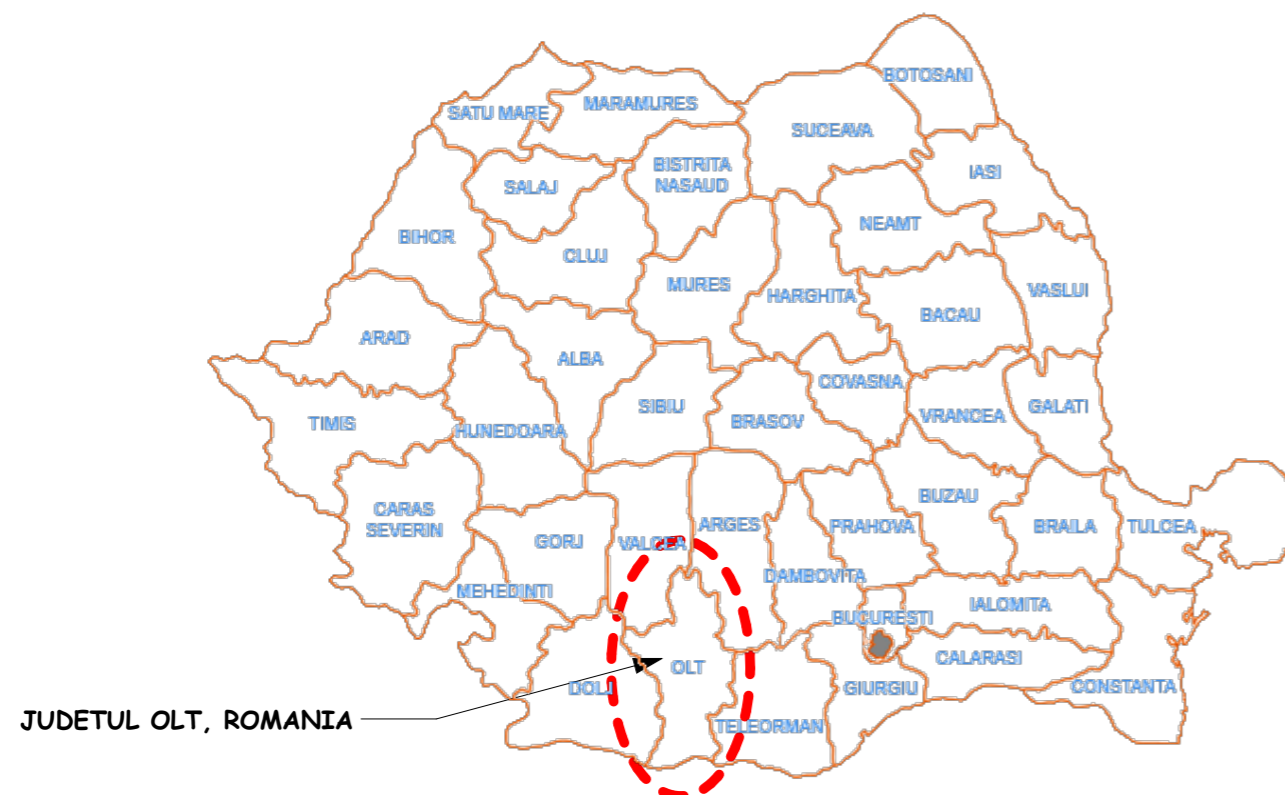 BOTOSANI
MARAMURES
SATU MARE
SUCEAVA
BISTRITA
NASAUD
IASI
SALAJ
NEAMT
BIHOR
CLUJ
MURES
HARGHITA
VASLUI
BACAU
ARAD
ALBA
COVASNA
SIBIU
GALATI
BRASOV
VRANCEA
TIMIS
HUNEDOARA
BUZAU
CARAS
SEVERIN
ARGES
PRAHOVA
BRAILA
TULCEA
GORJ
VALCEA
DAMBOVITA
MEHEDINTI
IALOMITA
BUCURESTI
CALARASI
OLT
DOLJ
GIURGIU
CONSTANTA
JUDETUL OLT, ROMANIA
TELEORMAN